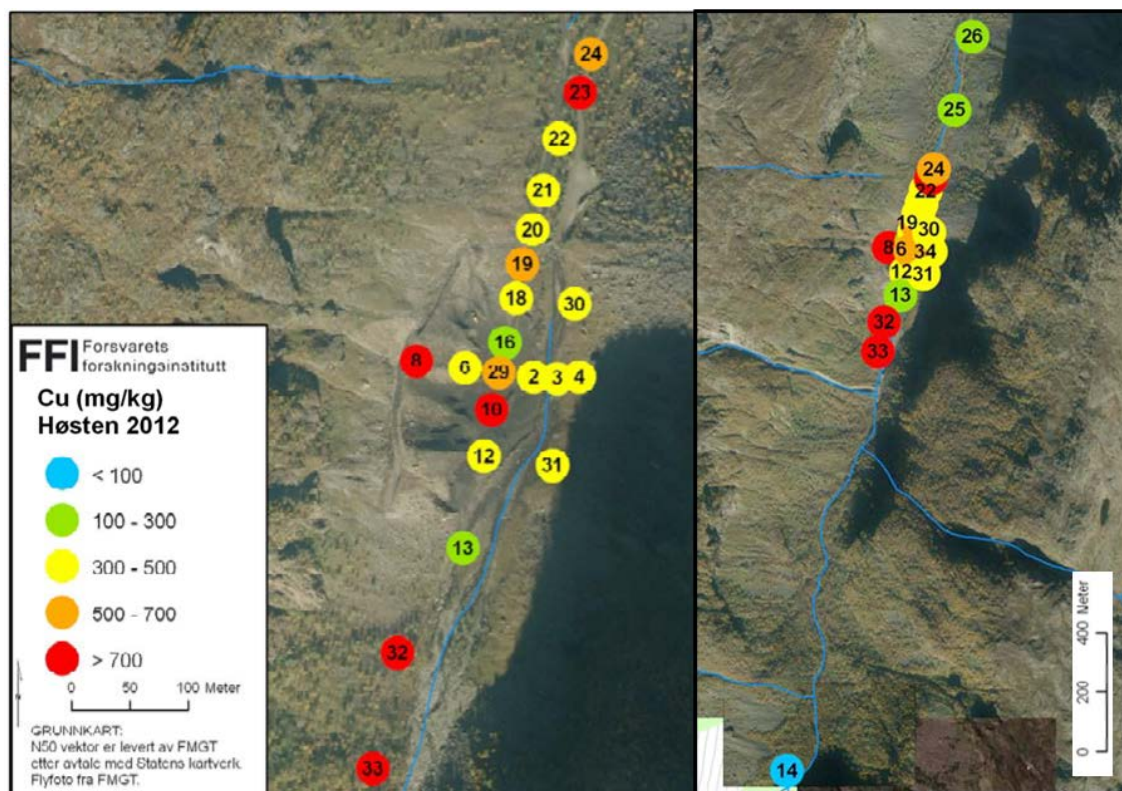 24
23
22
21
20
19
18
30
16
8
6
29
2
3
4
10
12
31
13
32
33
FFI Forsvarets
forskningsinstitutt
Cu (mg/kg)
Høsten 2012
< 100
100 - 300
300 - 500
500 - 700
> 700
0 50 100 Meter
GRUNNKART:
N50 vektor er levert av FMGT
etter avtale med Statens kartverk.
Flyfoto fra FMGT.
26
25
24
22
19
30
8
6
34
12
31
13
32
33
14
0 200 400 Meter